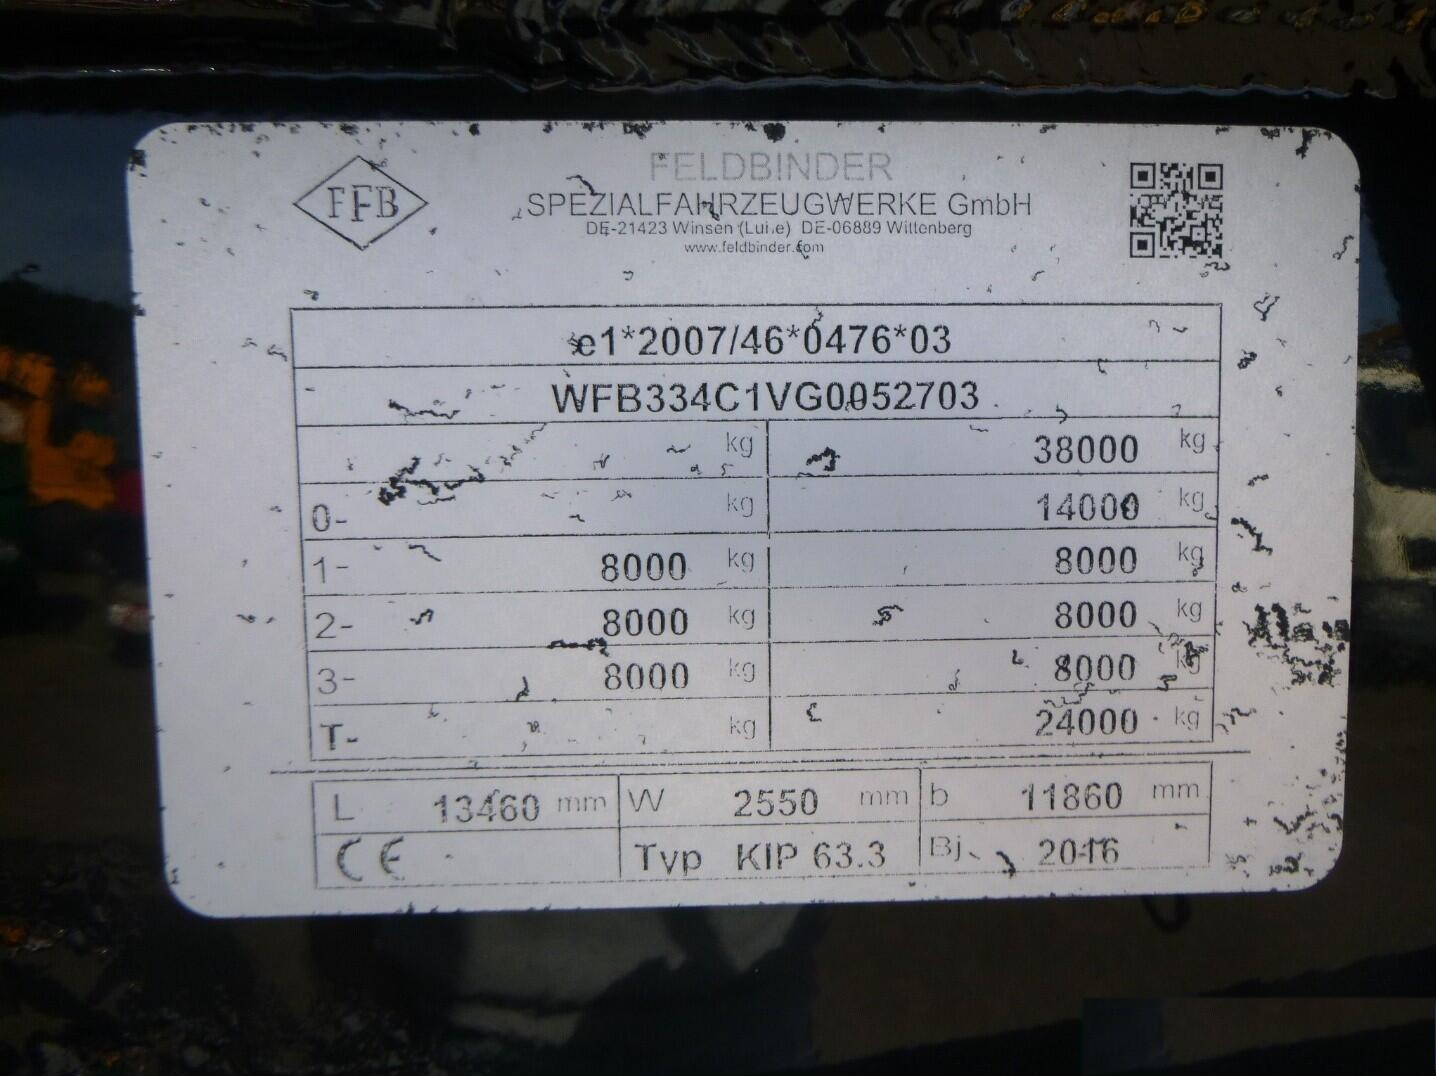 FFB
FELDBINDER
SPEZIALFAHRZEUGWERKE GmbH
DE-21423 Winsen (Luhe) DE-06889 Wittenberg
www.feldbinder.com
e1*2007/46*0476*03
WFB334C1VG0052703
kg 38000 kg
0- kg 14000 kg
1- 8000 kg 8000 kg
2- 8000 kg 8000 kg
3- 8000 kg 8000 kg
T- kg 24000 kg
L 13460 mm W 2550 mm b 11860 mm
CE Typ KIP 63.3 Bj. 2016